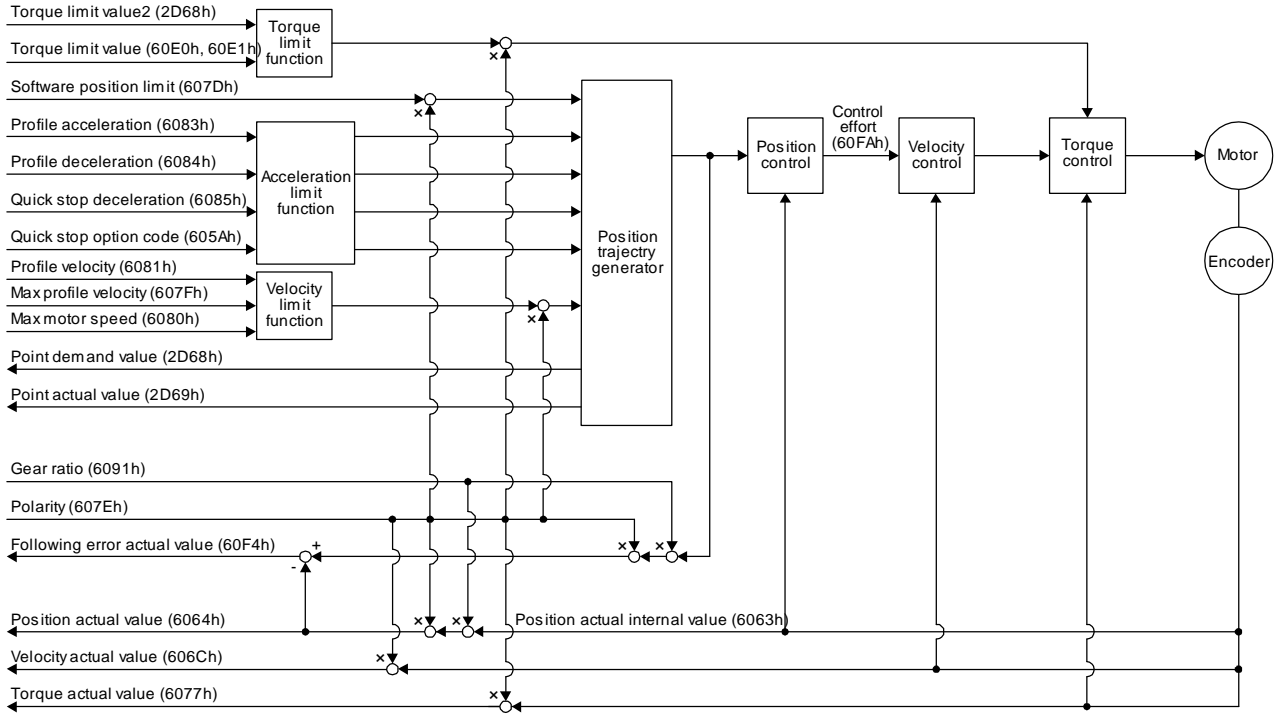 Torque limit value2 (2D68h)
Torque limit value (60E0h, 60E1h)
Torque
limit
function
×
Software position limit (607Dh)
×
Profile acceleration (6083h)
Profile deceleration (6084h)
Quick stop deceleration (6085h)
Quick stop option code (605Ah)
Acceleration
limit
function
Profile velocity (6081h)
Max profile velocity (607Fh)
Max motor speed (6080h)
Velocity
limit
function
×
Point demand value (2D68h)
Point actual value (2D69h)
Position
trajectry
generator
Position
control
Control
effort
(60FAh)
Velocity
control
Torque
control
Motor
Encoder
Gear ratio (6091h)
Polarity (607Eh)
Following error actual value (60F4h)
+
-
×
×
Position actual value (6064h)
×
×
Position actual internal value (6063h)
Velocity actual value (606Ch)
×
Torque actual value (6077h)
×